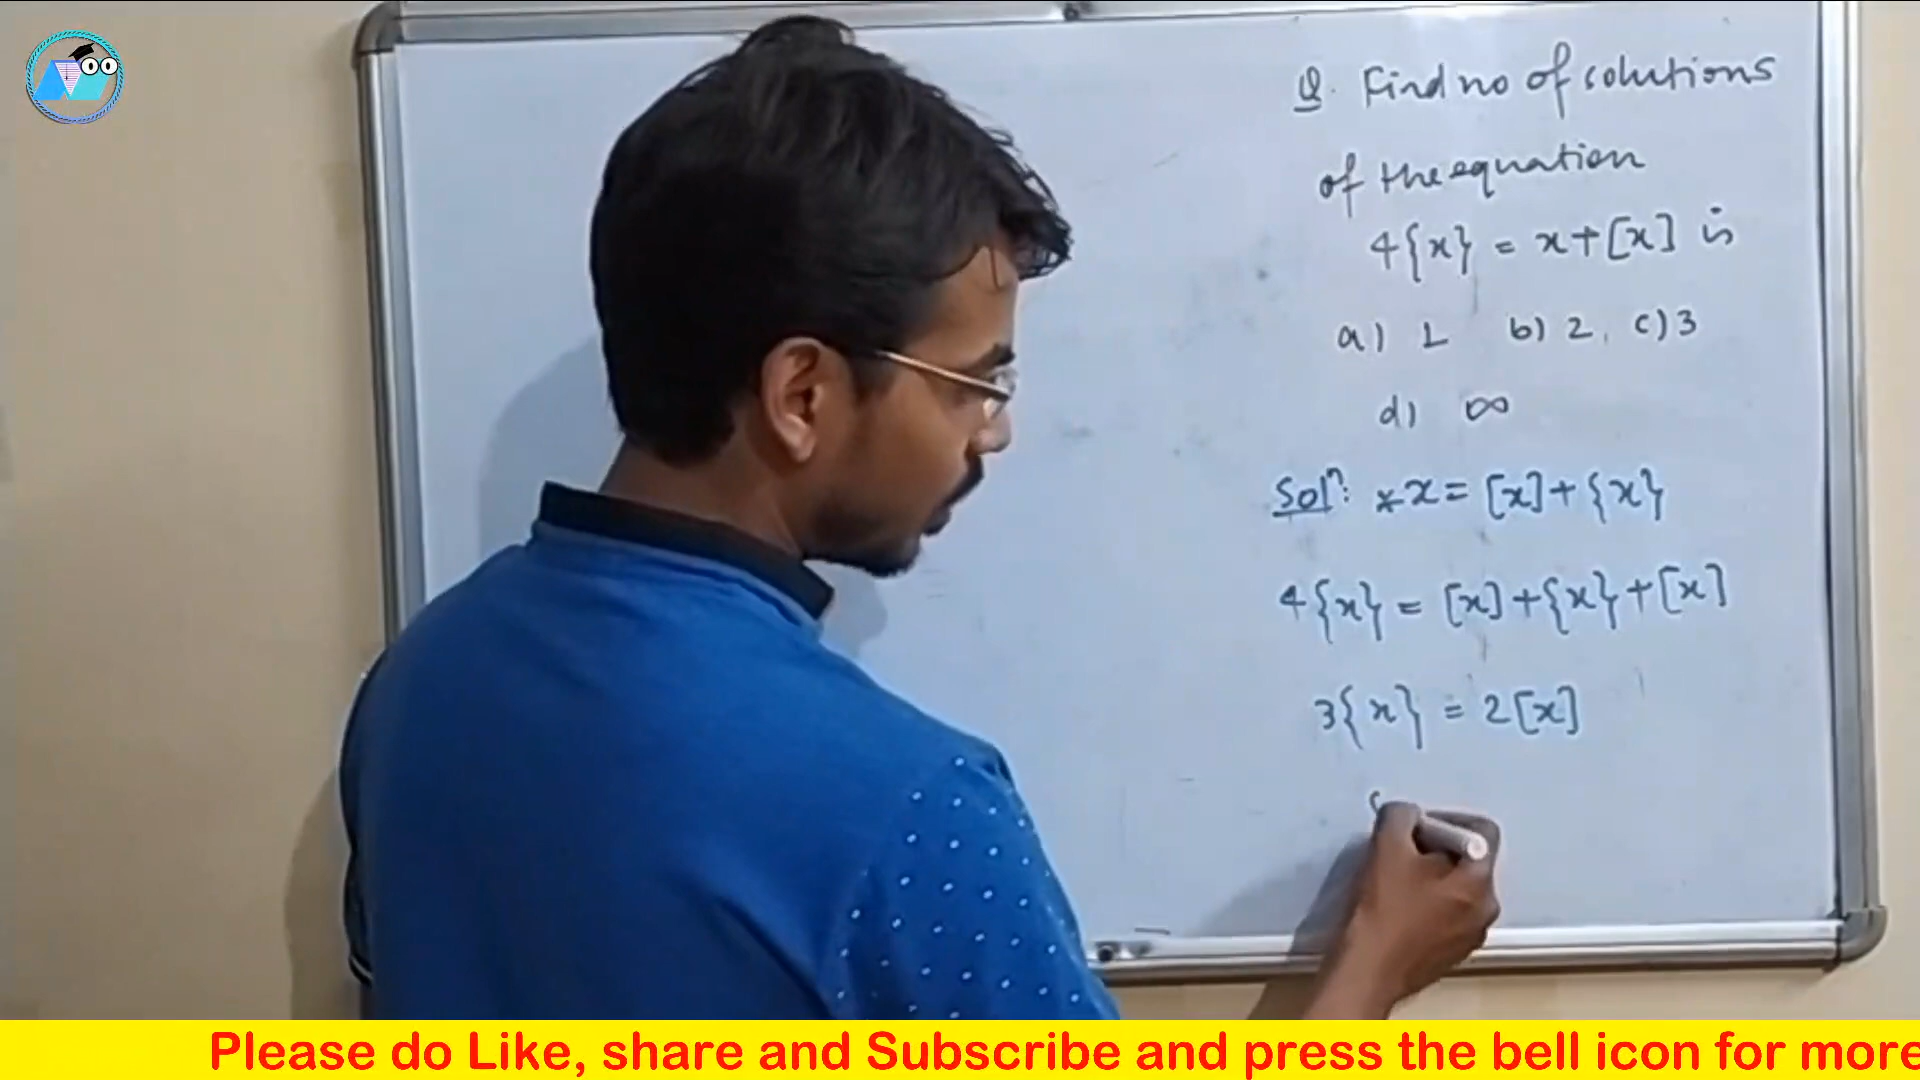 Q. Find no of solutions
of the equation
4{x} = x+[x] is
a) 1 b) 2, c) 3
d) ∞
Solⁿ: *x = [x]+{x}
4{x} = [x]+{x}+[x]
3{x} = 2[x]
Please do Like, share and Subscribe and press the bell icon for more